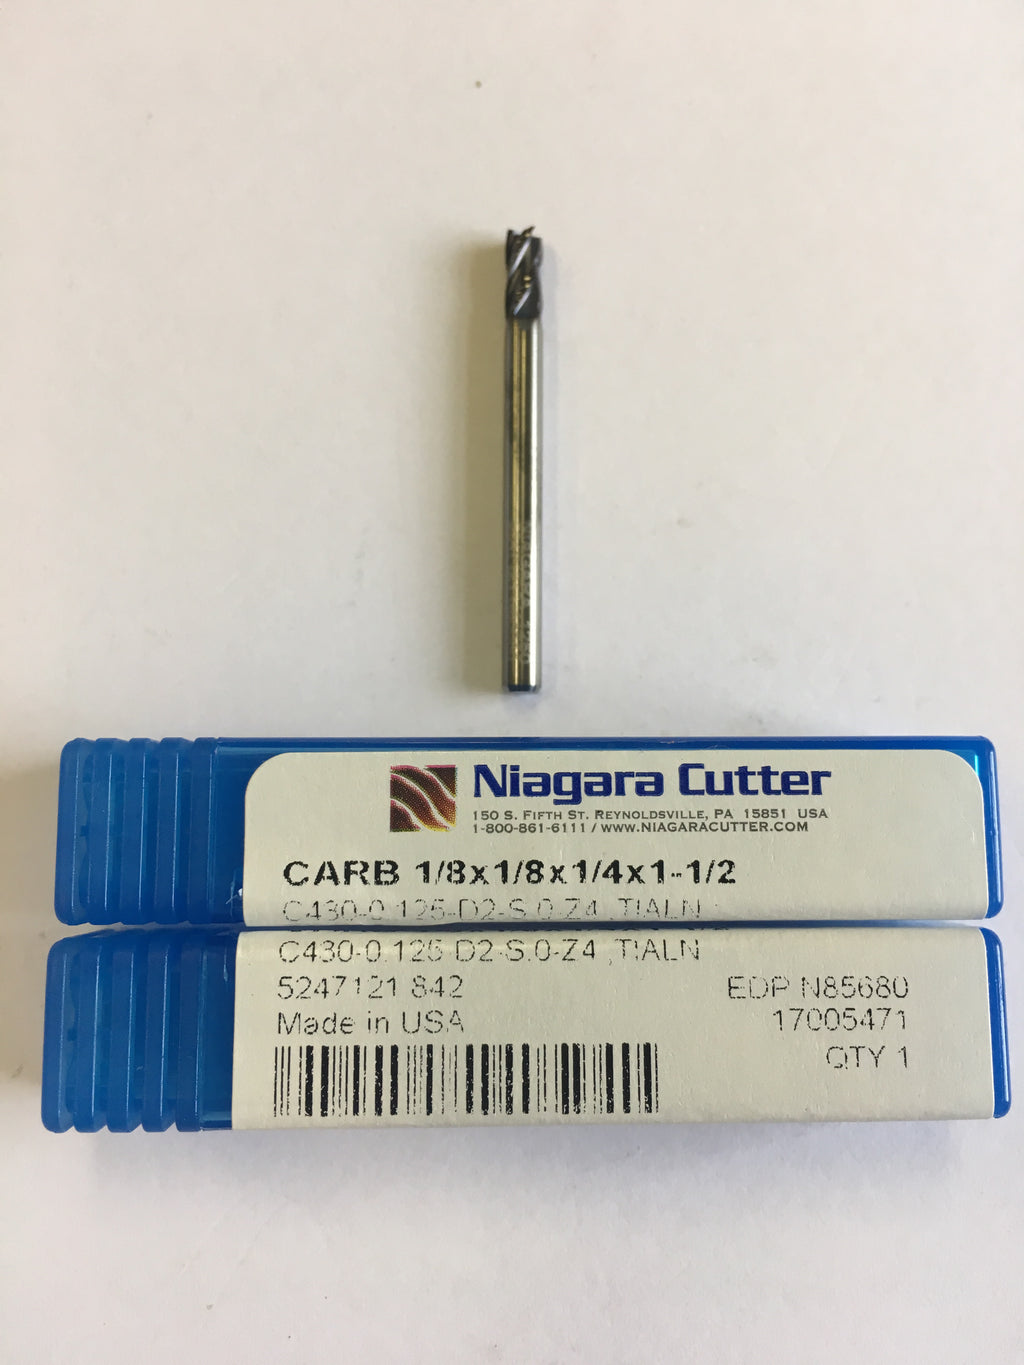 Niagara Cutter
150 S. FIFTH ST. REYNOLDSVILLE, PA 15851 USA
1-800-861-6111 / WWW.NIAGARACUTTER.COM
CARB 1/8x1/8x1/4x1-1/2
C430-0.125-D2-S.0-Z4 ,TIALN
C430-0.125-D2-S.0-Z4 ,TIALN
5247121 842
EDP N85680
Made in USA
17005471
QTY 1